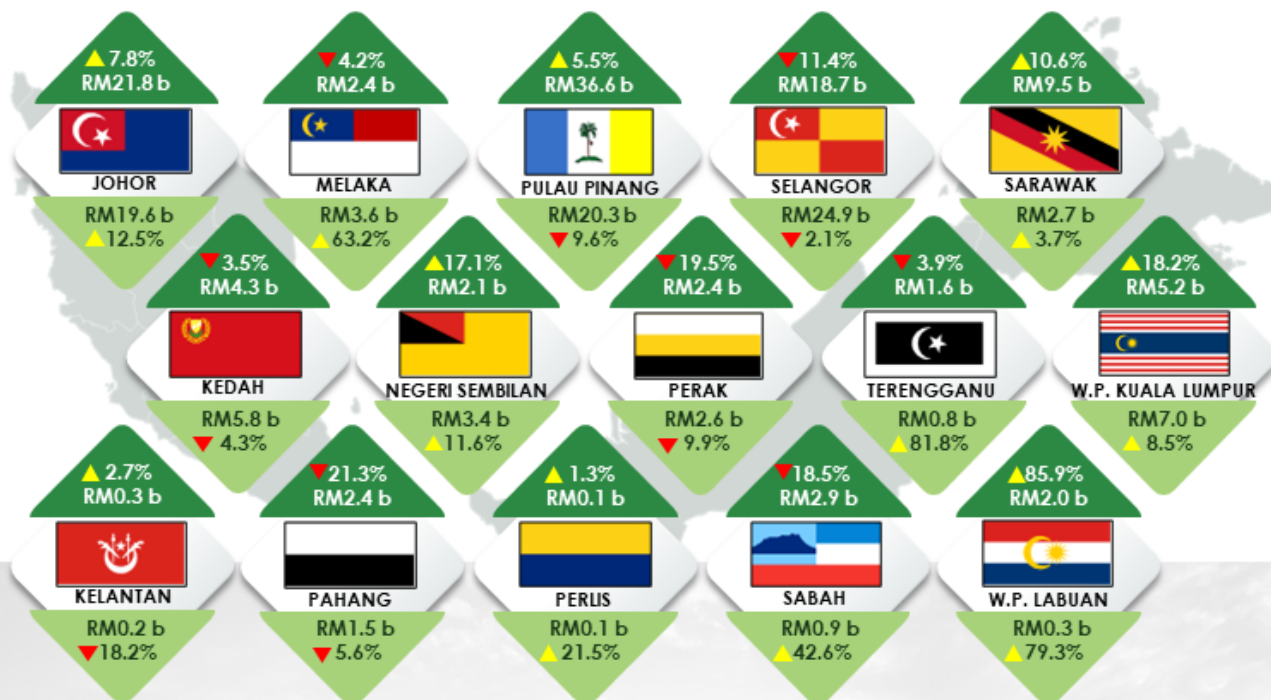 ▲ 7.8%
RM21.8 b
JOHOR
RM19.6 b
▲ 12.5%
▼ 4.2%
RM2.4 b
MELAKA
RM3.6 b
▲ 63.2%
▲ 5.5%
RM36.6 b
PULAU PINANG
RM20.3 b
▼ 9.6%
▼ 11.4%
RM18.7 b
SELANGOR
RM24.9 b
▼ 2.1%
▲ 10.6%
RM9.5 b
SARAWAK
RM2.7 b
▲ 3.7%
▼ 3.5%
RM4.3 b
KEDAH
RM5.8 b
▼ 4.3%
▲ 17.1%
RM2.1 b
NEGERI SEMBILAN
RM3.4 b
▲ 11.6%
▼ 19.5%
RM2.4 b
PERAK
RM2.6 b
▼ 9.9%
▼ 3.9%
RM1.6 b
TERENGGANU
RM0.8 b
▲ 81.8%
▲ 18.2%
RM5.2 b
W.P. KUALA LUMPUR
RM7.0 b
▲ 8.5%
▲ 2.7%
RM0.3 b
KELANTAN
RM0.2 b
▼ 18.2%
▼ 21.3%
RM2.4 b
PAHANG
RM1.5 b
▼ 5.6%
▲ 1.3%
RM0.1 b
PERLIS
RM0.1 b
▲ 21.5%
▼ 18.5%
RM2.9 b
SABAH
RM0.9 b
▲ 42.6%
▲ 85.9%
RM2.0 b
W.P. LABUAN
RM0.3 b
▲ 79.3%